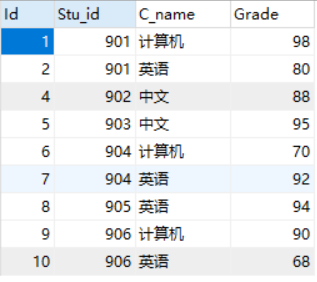 Id Stu_id C_name Grade
1 901 计算机 98
2 901 英语 80
4 902 中文 88
5 903 中文 95
6 904 计算机 70
7 904 英语 92
8 905 英语 94
9 906 计算机 90
10 906 英语 68